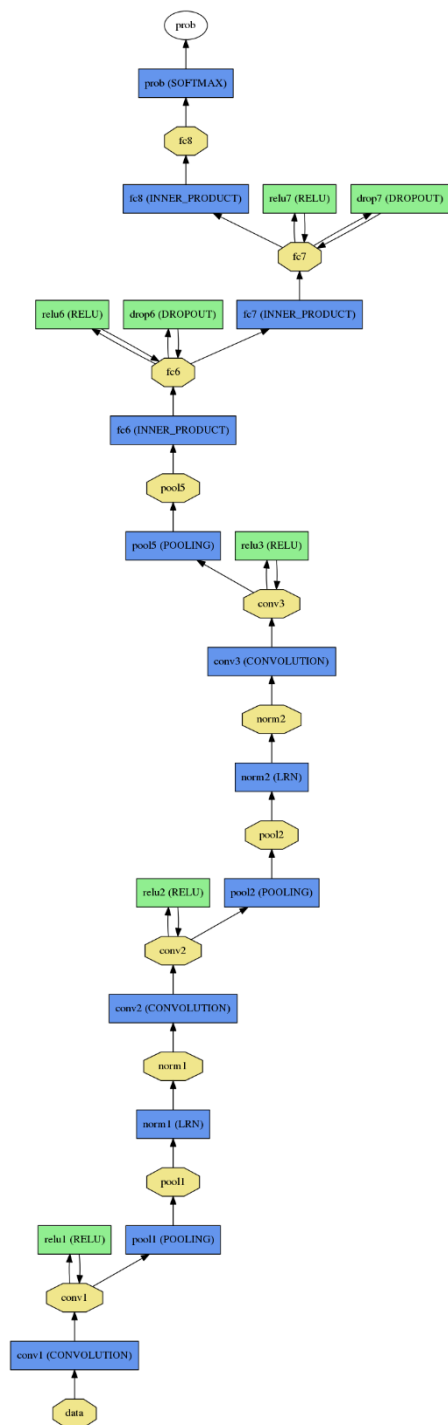 prob
prob (SOFTMAX)
fc8
fc8 (INNER_PRODUCT)
relu7 (RELU)
drop7 (DROPOUT)
fc7
relu6 (RELU)
drop6 (DROPOUT)
fc7 (INNER_PRODUCT)
fc6
fc6 (INNER_PRODUCT)
pool5
pool5 (POOLING)
relu3 (RELU)
conv3
conv3 (CONVOLUTION)
norm2
norm2 (LRN)
pool2
relu2 (RELU)
pool2 (POOLING)
conv2
conv2 (CONVOLUTION)
norm1
norm1 (LRN)
pool1
relu1 (RELU)
pool1 (POOLING)
conv1
conv1 (CONVOLUTION)
data